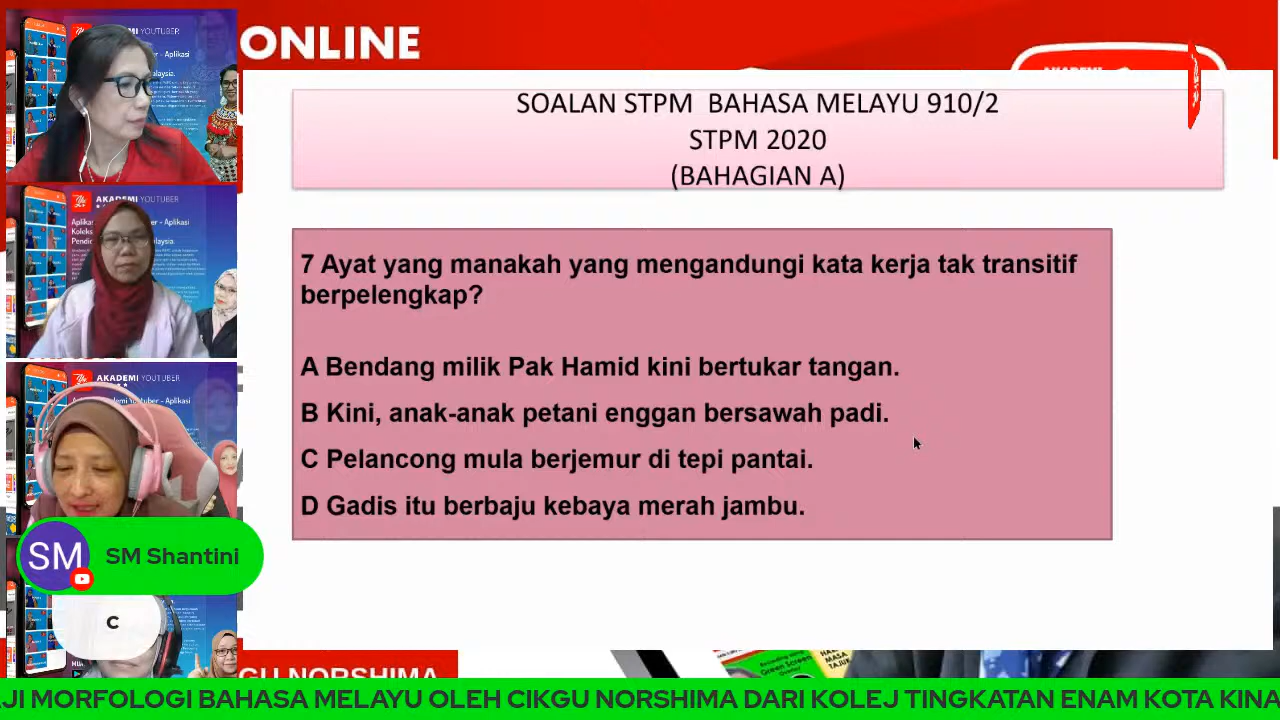 ONLINE
SOALAN STPM BAHASA MELAYU 910/2
STPM 2020
(BAHAGIAN A)
7 Ayat yang manakah yang mengandungi kata kerja tak transitif
berpelengkap?
A Bendang milik Pak Hamid kini bertukar tangan.
B Kini, anak-anak petani enggan bersawah padi.
C Pelancong mula berjemur di tepi pantai.
D Gadis itu berbaju kebaya merah jambu.
AKADEMI YOUTUBER
AKADEMI YOUTUBER
SM
SM Shantini
C
GU NORSHIMA
AJI MORFOLOGI BAHASA MELAYU OLEH CIKGU NORSHIMA DARI KOLEJ TINGKATAN ENAM KOTA KINA